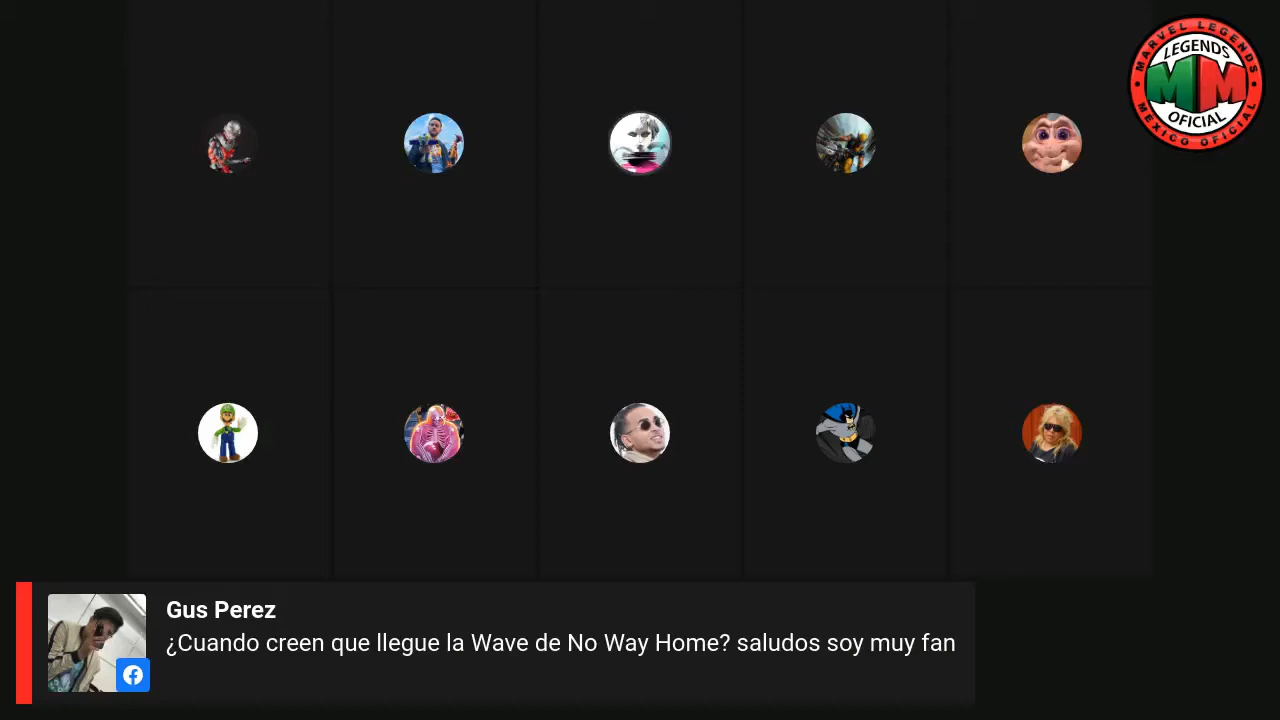 MARVEL LEGENDS
LEGENDS
MM
OFICIAL
MEXICO OFICIAL
Gus Perez
¿Cuando creen que llegue la Wave de No Way Home? saludos soy muy fan